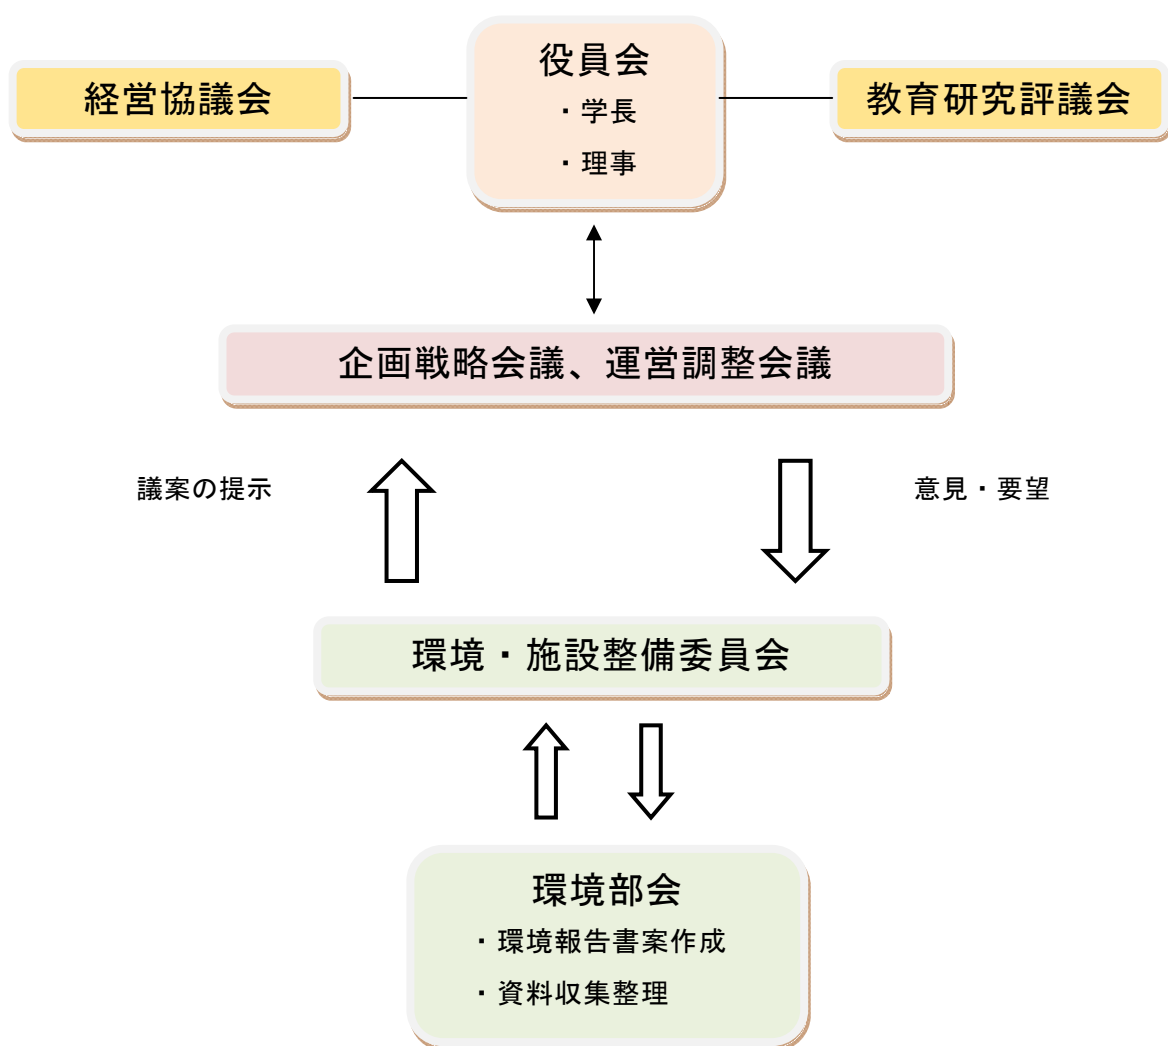 役員会
・学長
・理事
経営協議会
教育研究評議会
企画戦略会議、運営調整会議
議案の提示
意見・要望
環境・施設整備委員会
環境部会
・環境報告書案作成
・資料収集整理